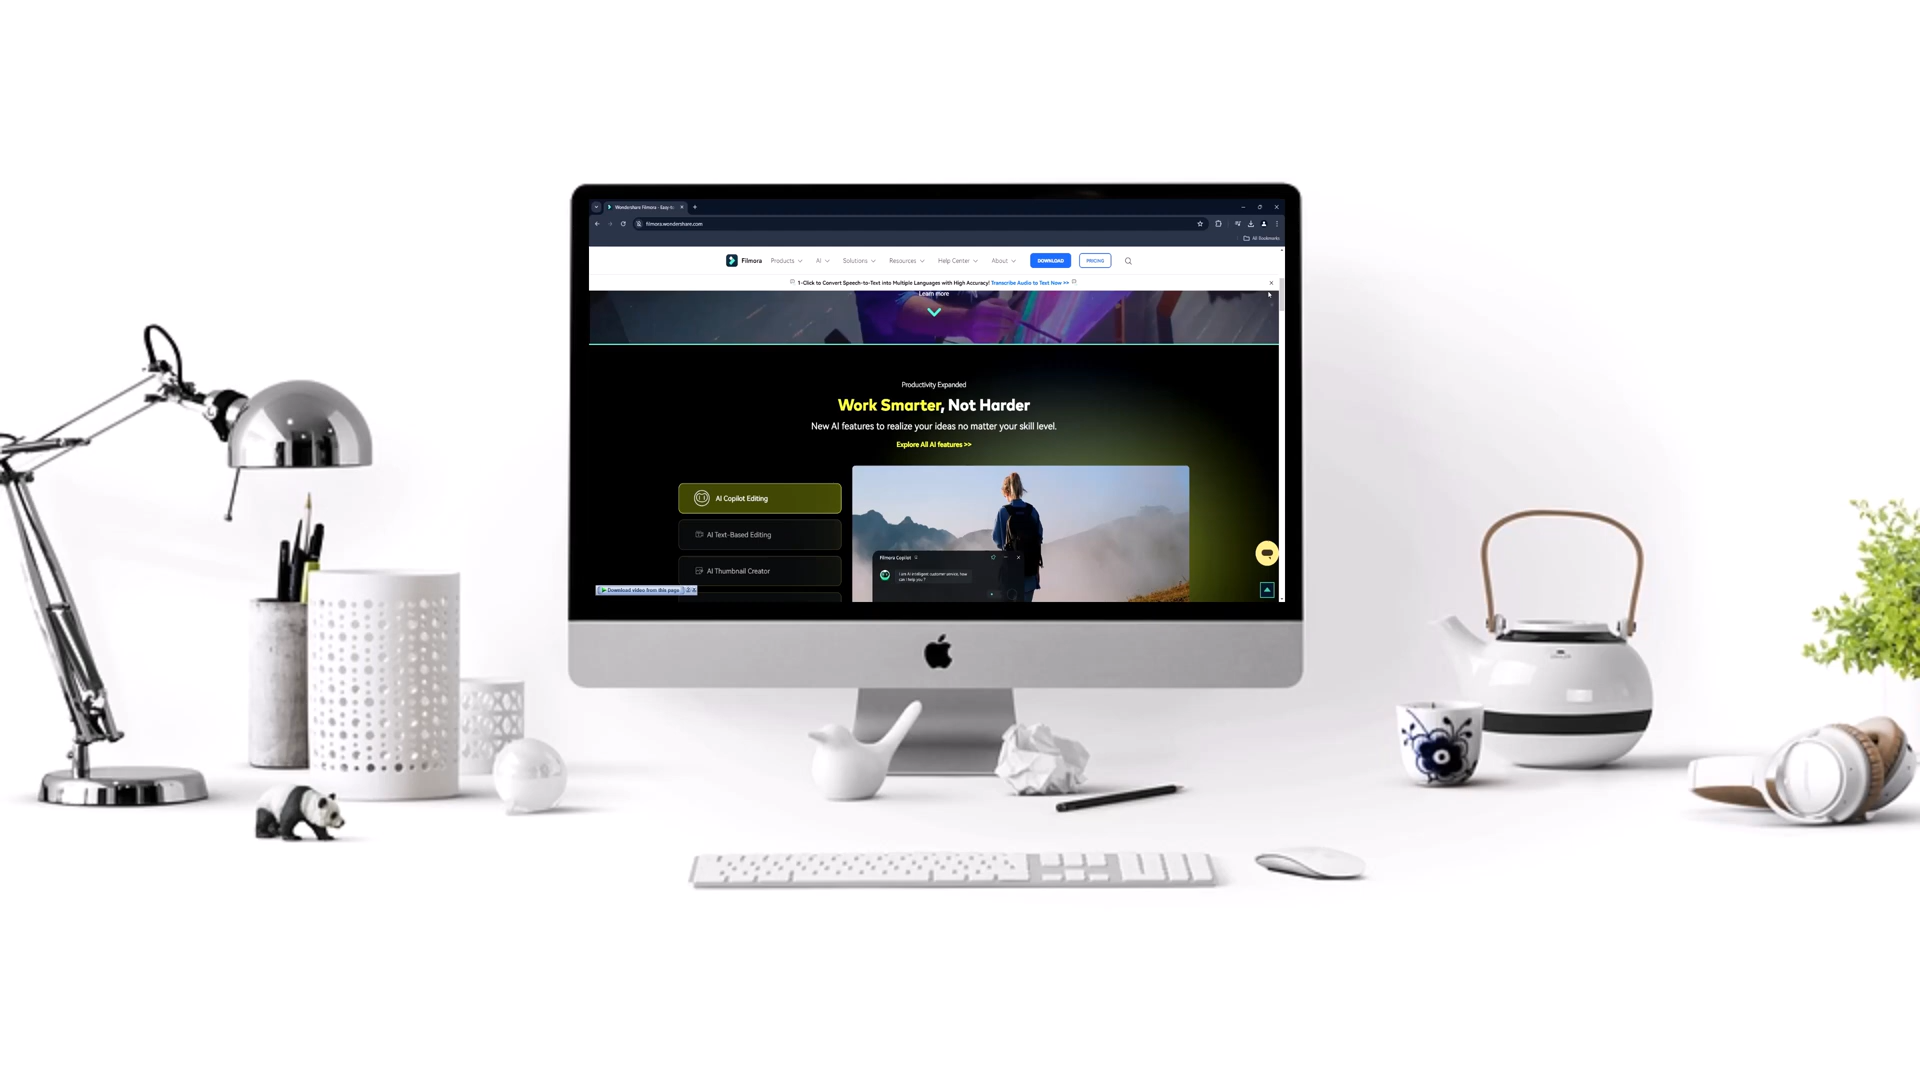 Wondershare Filmora - Easy-to
filmora.wondershare.com
All Bookmarks
Filmora Products AI Solutions Resources Help Center About DOWNLOAD PRICING
1-Click to Convert Speech-to-Text into Multiple Languages with High Accuracy! Transcribe Audio to Text Now >>
Learn more
Productivity Expanded
Work Smarter, Not Harder
New AI features to realize your ideas no matter your skill level.
Explore All AI features >>
AI Copilot Editing
AI Text-Based Editing
AI Thumbnail Creator
Filmora Copilot
I am AI intelligent customer service, how
can I help you ?
Download video from this page